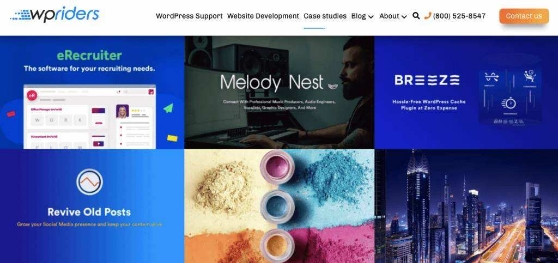 wpriders
WordPress Support Website Development Case studies Blog About (800) 525-8547 Contact us
eRecruiter
The software for your recruiting needs.
Melody Nest
Connect With Professional Music Producers, Audio Engineers,
Vocalists, Graphic Designers, And More
BREEZE
Hassle-Free WordPress Cache
Plugin at Zero Expense
Revive Old Posts
Grow your Social Media presence and keep your content alive.